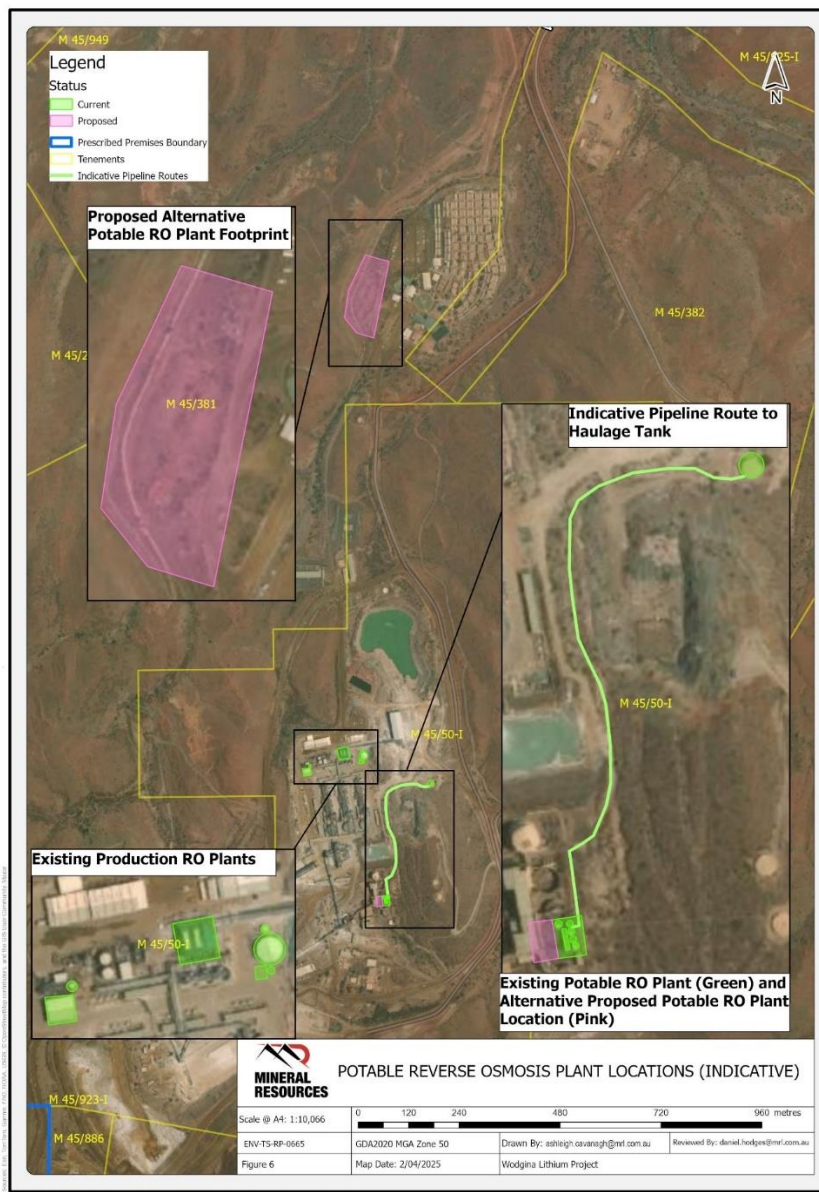 M 45/949
Legend
Status
Current
Proposed
Prescribed Premises Boundary
Tenements
Indicative Pipeline Routes
N
Proposed Alternative
Potable RO Plant Footprint
M 45/382
M 45/381
Indicative Pipeline Route to
Haulage Tank
M 45/50-I
M 45/50-I
Existing Production RO Plants
M 45/50-I
Existing Potable RO Plant (Green) and
Alternative Proposed Potable RO Plant
Location (Pink)
M 45/923-I
M 45/886
MINERAL
RESOURCES
POTABLE REVERSE OSMOSIS PLANT LOCATIONS (INDICATIVE)
Scale @ A4: 1:10,066
0 120 240 480 720 960 metres
ENV-TS-RP-0665
GDA2020 MGA Zone 50
Drawn By: ashleigh.cavanagh@mrl.com.au
Reviewed By: daniel.hodges@mrl.com.au
Figure 6
Map Date: 2/04/2025
Wodgina Lithium Project